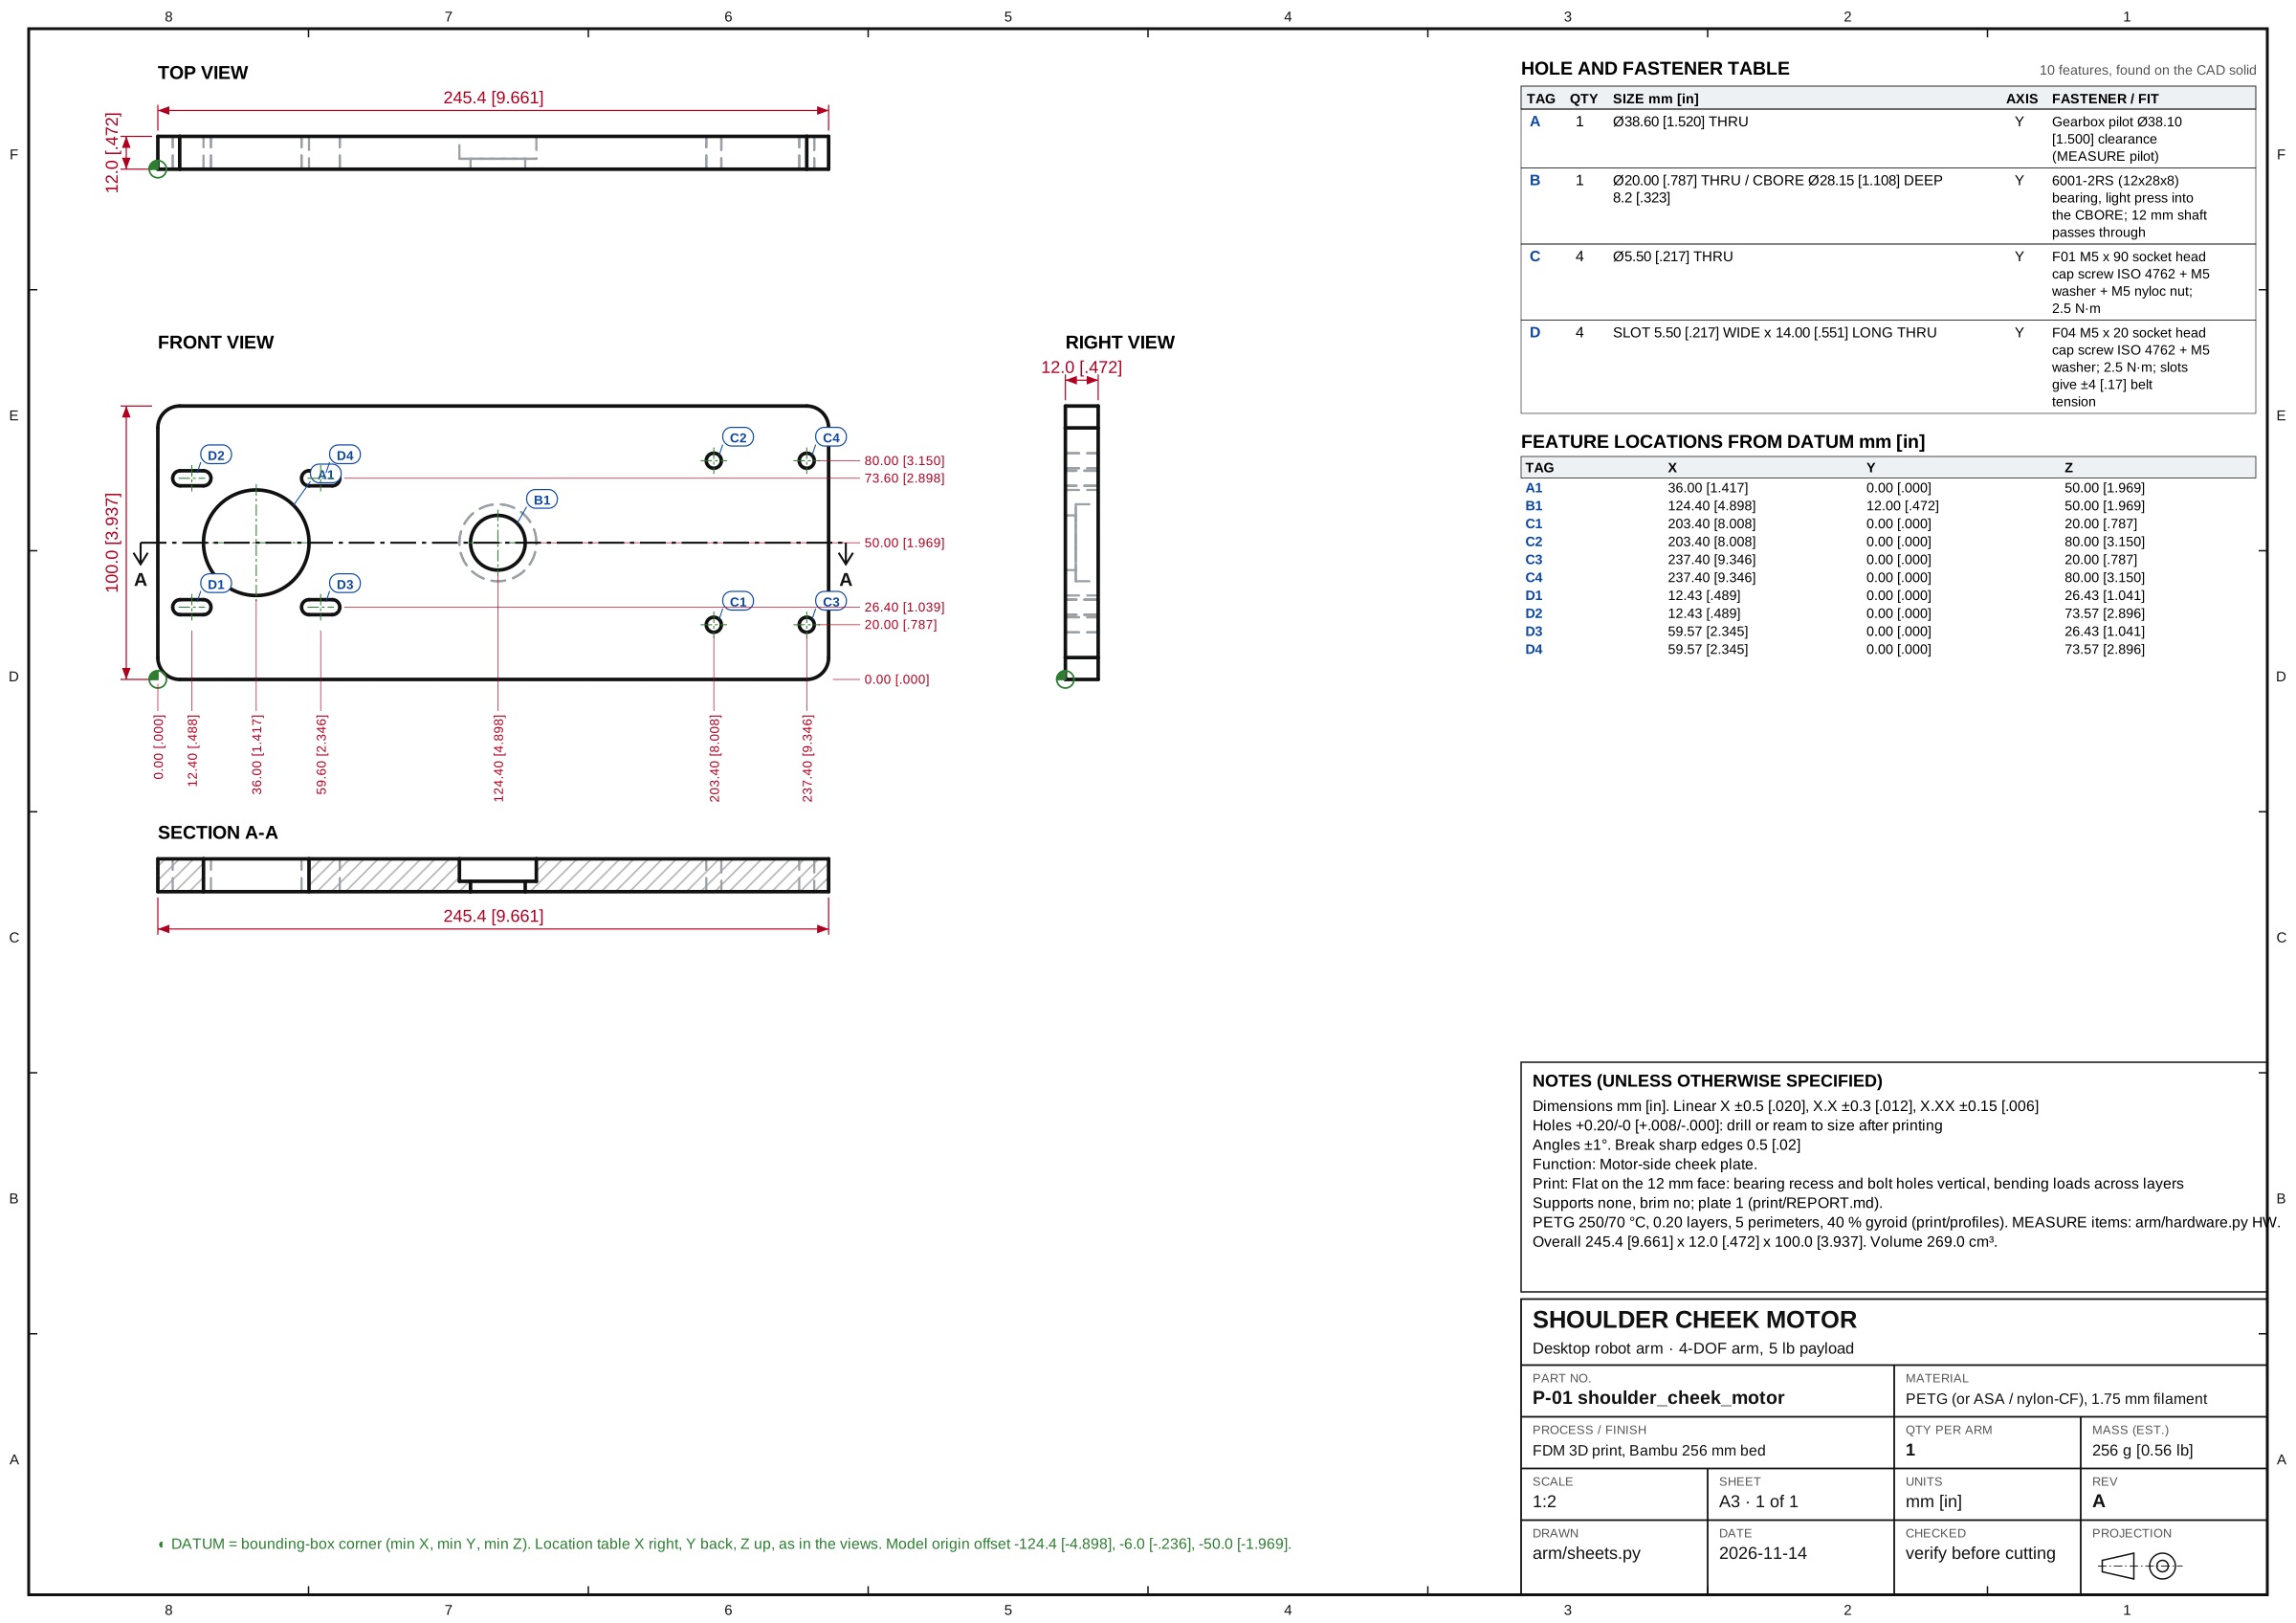 8 7 6 5 4 3 2 1
TOP VIEW
245.4 [9.661]
12.0 [.472]
FRONT VIEW
RIGHT VIEW
12.0 [.472]
100.0 [3.937]
D2
D4
A1
B1
C2
C4
D1
D3
C1
C3
A
A
80.00 [3.150]
73.60 [2.898]
50.00 [1.969]
26.40 [1.039]
20.00 [.787]
0.00 [.000]
0.00 [.000]
12.40 [.488]
36.00 [1.417]
59.60 [2.346]
124.40 [4.898]
203.40 [8.008]
237.40 [9.346]
SECTION A-A
245.4 [9.661]
HOLE AND FASTENER TABLE
10 features, found on the CAD solid
TAG QTY SIZE mm [in] AXIS FASTENER / FIT
A 1 Ø38.60 [1.520] THRU Y Gearbox pilot Ø38.10
[1.500] clearance
(MEASURE pilot)
B 1 Ø20.00 [.787] THRU / CBORE Ø28.15 [1.108] DEEP Y 6001-2RS (12x28x8)
8.2 [.323] bearing, light press into
the CBORE; 12 mm shaft
passes through
C 4 Ø5.50 [.217] THRU Y F01 M5 x 90 socket head
cap screw ISO 4762 + M5
washer + M5 nyloc nut;
2.5 N·m
D 4 SLOT 5.50 [.217] WIDE x 14.00 [.551] LONG THRU Y F04 M5 x 20 socket head
cap screw ISO 4762 + M5
washer; 2.5 N·m; slots
give ±4 [.17] belt
tension
FEATURE LOCATIONS FROM DATUM mm [in]
TAG X Y Z
A1 36.00 [1.417] 0.00 [.000] 50.00 [1.969]
B1 124.40 [4.898] 12.00 [.472] 50.00 [1.969]
C1 203.40 [8.008] 0.00 [.000] 20.00 [.787]
C2 203.40 [8.008] 0.00 [.000] 80.00 [3.150]
C3 237.40 [9.346] 0.00 [.000] 20.00 [.787]
C4 237.40 [9.346] 0.00 [.000] 80.00 [3.150]
D1 12.43 [.489] 0.00 [.000] 26.43 [1.041]
D2 12.43 [.489] 0.00 [.000] 73.57 [2.896]
D3 59.57 [2.345] 0.00 [.000] 26.43 [1.041]
D4 59.57 [2.345] 0.00 [.000] 73.57 [2.896]
F
E
D
C
B
A
F
E
D
C
B
A
NOTES (UNLESS OTHERWISE SPECIFIED)
Dimensions mm [in]. Linear X ±0.5 [.020], X.X ±0.3 [.012], X.XX ±0.15 [.006]
Holes +0.20/-0 [+.008/-.000]: drill or ream to size after printing
Angles ±1°. Break sharp edges 0.5 [.02]
Function: Motor-side cheek plate.
Print: Flat on the 12 mm face: bearing recess and bolt holes vertical, bending loads across layers
Supports none, brim no; plate 1 (print/REPORT.md).
PETG 250/70 °C, 0.20 layers, 5 perimeters, 40 % gyroid (print/profiles). MEASURE items: arm/hardware.py HW.
Overall 245.4 [9.661] x 12.0 [.472] x 100.0 [3.937]. Volume 269.0 cm³.
SHOULDER CHEEK MOTOR
Desktop robot arm · 4-DOF arm, 5 lb payload
PART NO. MATERIAL
P-01 shoulder_cheek_motor PETG (or ASA / nylon-CF), 1.75 mm filament
PROCESS / FINISH QTY PER ARM MASS (EST.)
FDM 3D print, Bambu 256 mm bed 1 256 g [0.56 lb]
SCALE SHEET UNITS REV
1:2 A3 · 1 of 1 mm [in] A
DRAWN DATE CHECKED PROJECTION
arm/sheets.py 2026-11-14 verify before cutting
DATUM = bounding-box corner (min X, min Y, min Z). Location table X right, Y back, Z up, as in the views. Model origin offset -124.4 [-4.898], -6.0 [-.236], -50.0 [-1.969].
8 7 6 5 4 3 2 1